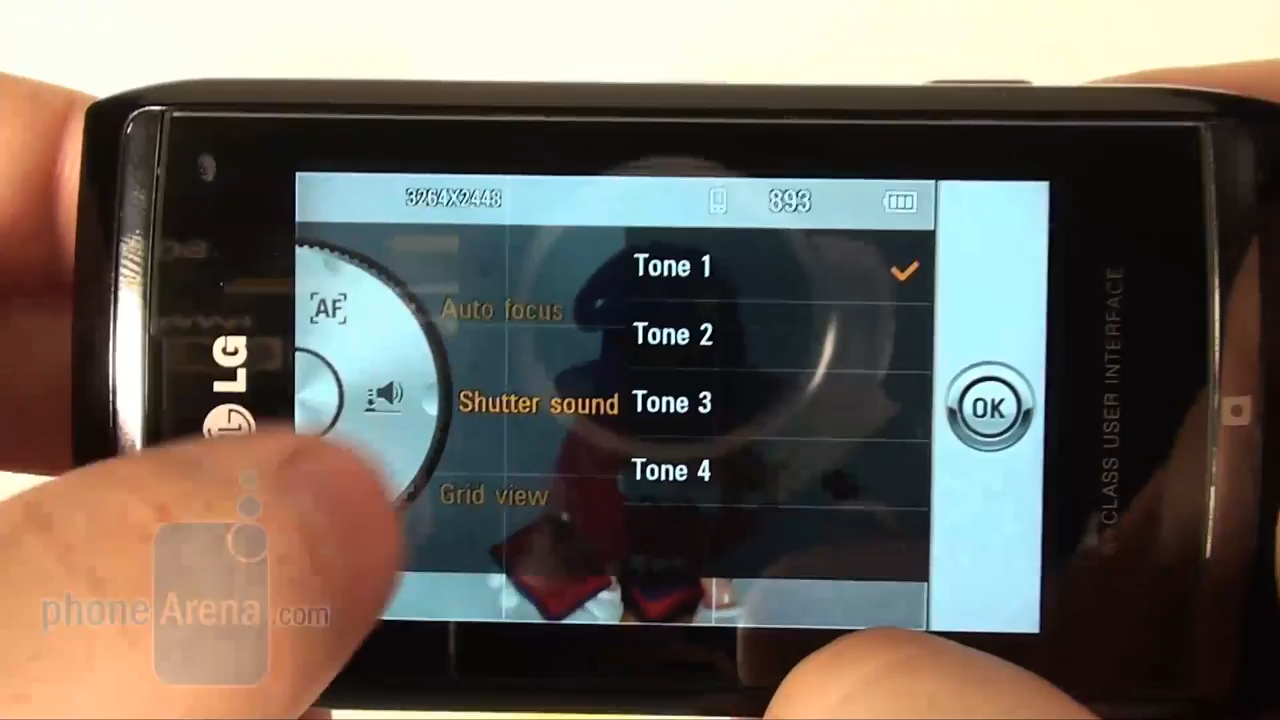 3264X2448
893
AF
Auto focus
Shutter sound
Grid view
Tone 1
Tone 2
Tone 3
Tone 4
OK
LG
CLASS USER INTERFACE
phoneArena.com